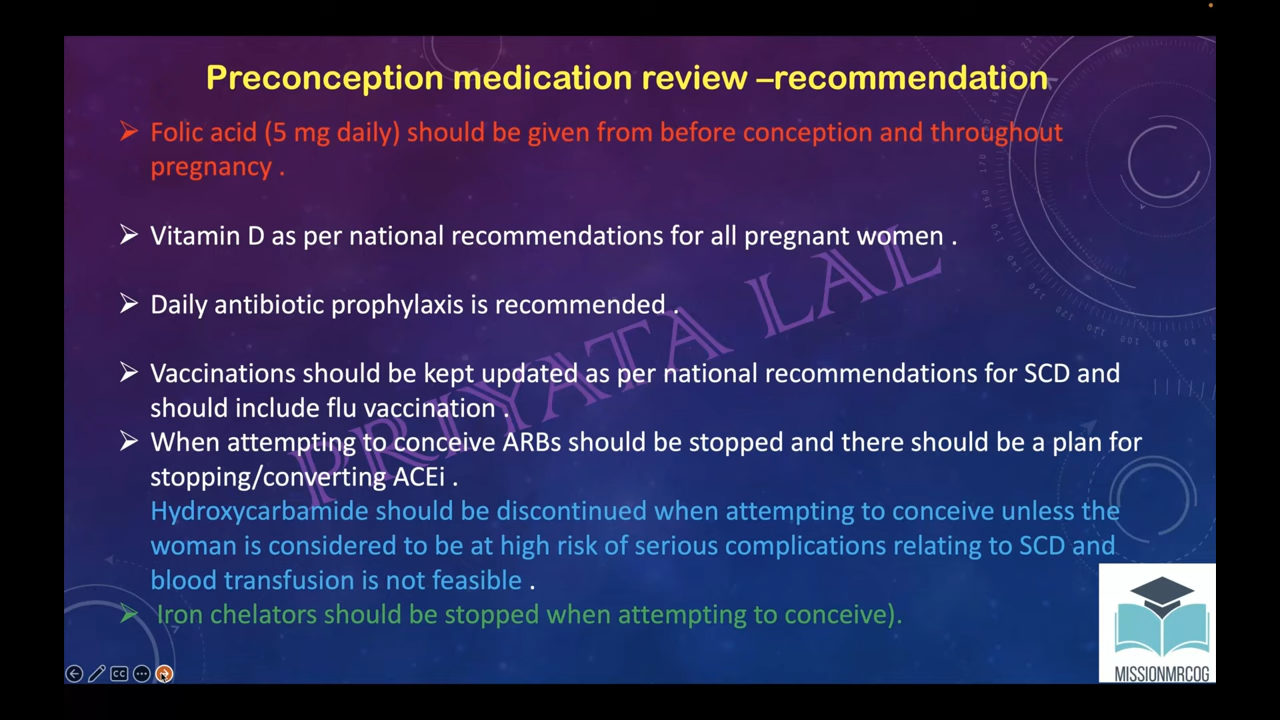 Preconception medication review –recommendation
➢ Folic acid (5 mg daily) should be given from before conception and throughout
pregnancy .
➢ Vitamin D as per national recommendations for all pregnant women .
➢ Daily antibiotic prophylaxis is recommended .
➢ Vaccinations should be kept updated as per national recommendations for SCD and
should include flu vaccination .
➢ When attempting to conceive ARBs should be stopped and there should be a plan for
stopping/converting ACEi .
Hydroxycarbamide should be discontinued when attempting to conceive unless the
woman is considered to be at high risk of serious complications relating to SCD and
blood transfusion is not feasible .
➢ Iron chelators should be stopped when attempting to conceive).
PRIYATA LAL
MISSIONMRCOG
CC